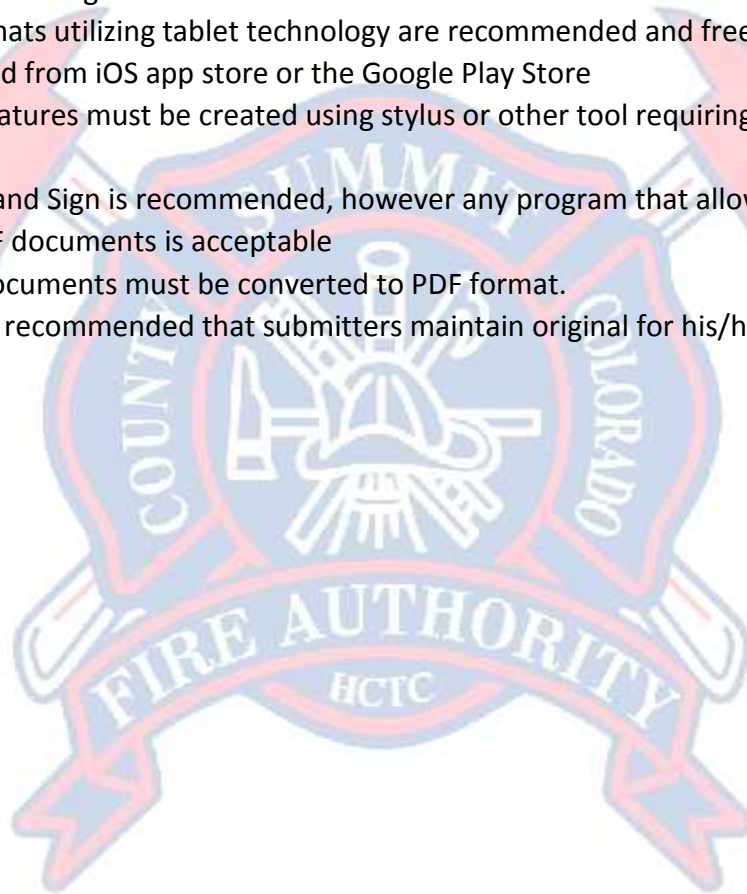 mats utilizing tablet technology are recommended and free
d from iOS app store or the Google Play Store
atures must be created using stylus or other tool requiring
and Sign is recommended, however any program that allov
F documents is acceptable
ocuments must be converted to PDF format.
recommended that submitters maintain original for his/h
SUMMIT
COUNTY
COLORADO
FIRE AUTHORITY
HCTC